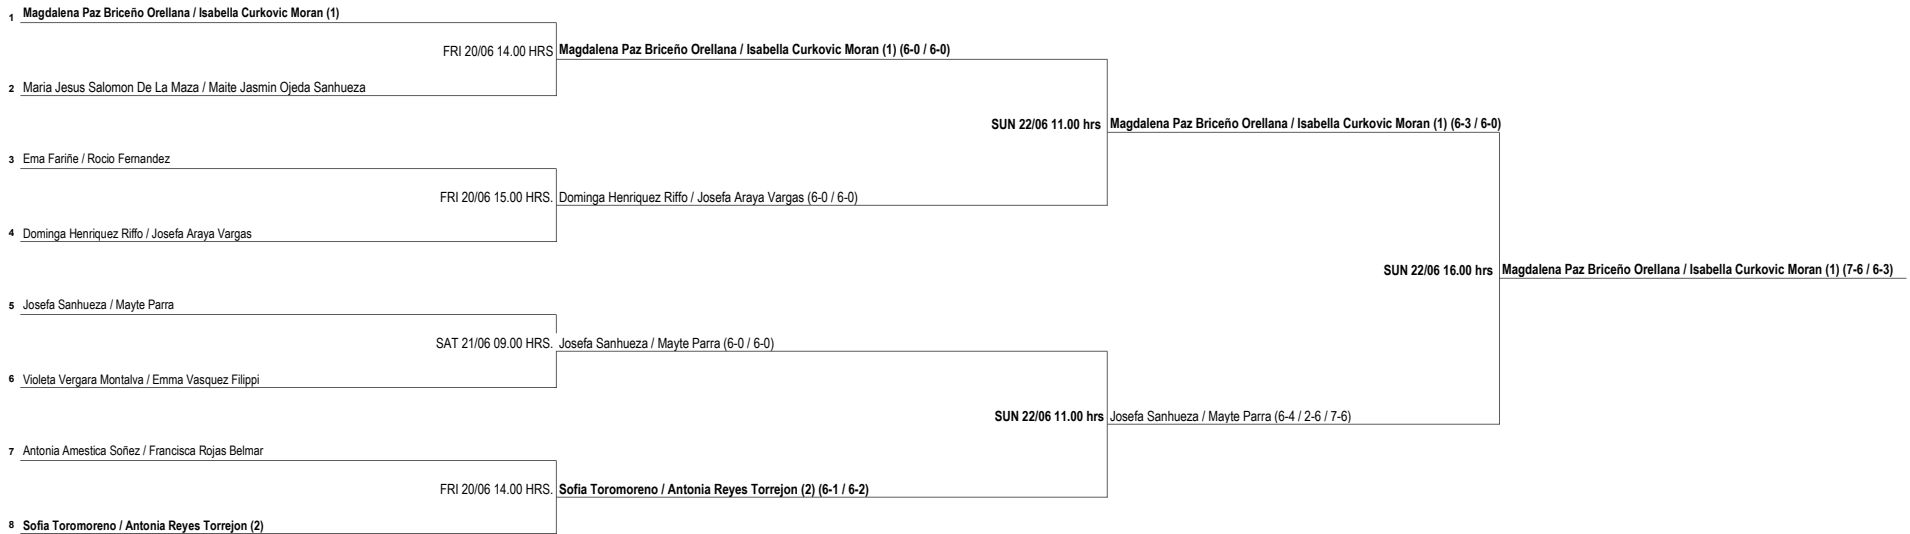 1 Magdalena Paz Briceño Orellana / Isabella Curkovic Moran (1)
FRI 20/06 14.00 HRS Magdalena Paz Briceño Orellana / Isabella Curkovic Moran (1) (6-0 / 6-0)
2 Maria Jesus Salomon De La Maza / Maite Jasmin Ojeda Sanhueza
SUN 22/06 11.00 hrs Magdalena Paz Briceño Orellana / Isabella Curkovic Moran (1) (6-3 / 6-0)
3 Ema Fariñe / Rocio Fernandez
FRI 20/06 15.00 HRS. Dominga Henriquez Riffo / Josefa Araya Vargas (6-0 / 6-0)
4 Dominga Henriquez Riffo / Josefa Araya Vargas
SUN 22/06 16.00 hrs Magdalena Paz Briceño Orellana / Isabella Curkovic Moran (1) (7-6 / 6-3)
5 Josefa Sanhueza / Mayte Parra
SAT 21/06 09.00 HRS. Josefa Sanhueza / Mayte Parra (6-0 / 6-0)
6 Violeta Vergara Montalva / Emma Vasquez Filippi
SUN 22/06 11.00 hrs Josefa Sanhueza / Mayte Parra (6-4 / 2-6 / 7-6)
7 Antonia Amestica Soñez / Francisca Rojas Belmar
FRI 20/06 14.00 HRS. Sofia Toromoreno / Antonia Reyes Torrejon (2) (6-1 / 6-2)
8 Sofia Toromoreno / Antonia Reyes Torrejon (2)